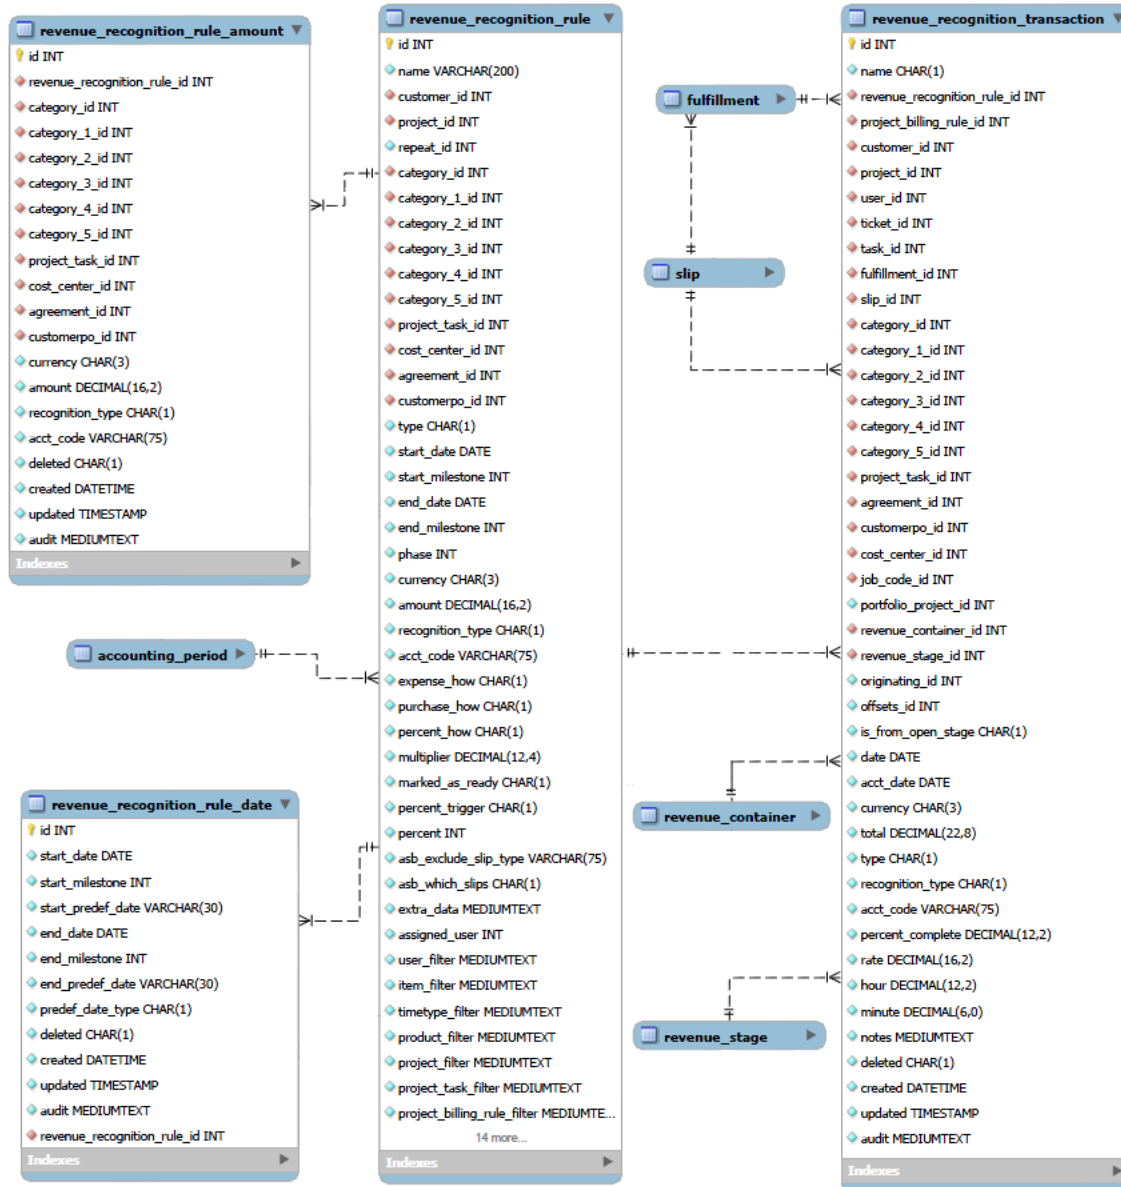 revenue_recognition_rule_amount
id INT
revenue_recognition_rule_id INT
category_id INT
category_1_id INT
category_2_id INT
category_3_id INT
category_4_id INT
category_5_id INT
project_task_id INT
cost_center_id INT
agreement_id INT
customerpo_id INT
currency CHAR(3)
amount DECIMAL(16,2)
recognition_type CHAR(1)
acct_code VARCHAR(75)
deleted CHAR(1)
created DATETIME
updated TIMESTAMP
audit MEDIUMTEXT
Indexes
accounting_period
revenue_recognition_rule_date
id INT
start_date DATE
start_milestone INT
start_predef_date VARCHAR(30)
end_date DATE
end_milestone INT
end_predef_date VARCHAR(30)
predef_date_type CHAR(1)
deleted CHAR(1)
created DATETIME
updated TIMESTAMP
audit MEDIUMTEXT
revenue_recognition_rule_id INT
Indexes
revenue_recognition_rule
id INT
name VARCHAR(200)
customer_id INT
project_id INT
repeat_id INT
category_id INT
category_1_id INT
category_2_id INT
category_3_id INT
category_4_id INT
category_5_id INT
project_task_id INT
cost_center_id INT
agreement_id INT
customerpo_id INT
type CHAR(1)
start_date DATE
start_milestone INT
end_date DATE
end_milestone INT
phase INT
currency CHAR(3)
amount DECIMAL(16,2)
recognition_type CHAR(1)
acct_code VARCHAR(75)
expense_how CHAR(1)
purchase_how CHAR(1)
percent_how CHAR(1)
multiplier DECIMAL(12,4)
marked_as_ready CHAR(1)
percent_trigger CHAR(1)
percent INT
asb_exclude_slip_type VARCHAR(75)
asb_which_slips CHAR(1)
extra_data MEDIUMTEXT
assigned_user INT
user_filter MEDIUMTEXT
item_filter MEDIUMTEXT
timetype_filter MEDIUMTEXT
product_filter MEDIUMTEXT
project_filter MEDIUMTEXT
project_task_filter MEDIUMTEXT
project_billing_rule_filter MEDIUMTE...
14 more...
Indexes
fulfillment
slip
revenue_container
revenue_stage
revenue_recognition_transaction
id INT
name CHAR(1)
revenue_recognition_rule_id INT
project_billing_rule_id INT
customer_id INT
project_id INT
user_id INT
ticket_id INT
task_id INT
fulfillment_id INT
slip_id INT
category_id INT
category_1_id INT
category_2_id INT
category_3_id INT
category_4_id INT
category_5_id INT
project_task_id INT
agreement_id INT
customerpo_id INT
cost_center_id INT
job_code_id INT
portfolio_project_id INT
revenue_container_id INT
revenue_stage_id INT
originating_id INT
offsets_id INT
is_from_open_stage CHAR(1)
date DATE
acct_date DATE
currency CHAR(3)
total DECIMAL(22,8)
type CHAR(1)
recognition_type CHAR(1)
acct_code VARCHAR(75)
percent_complete DECIMAL(12,2)
rate DECIMAL(16,2)
hour DECIMAL(12,2)
minute DECIMAL(6,0)
notes MEDIUMTEXT
deleted CHAR(1)
created DATETIME
updated TIMESTAMP
audit MEDIUMTEXT
Indexes